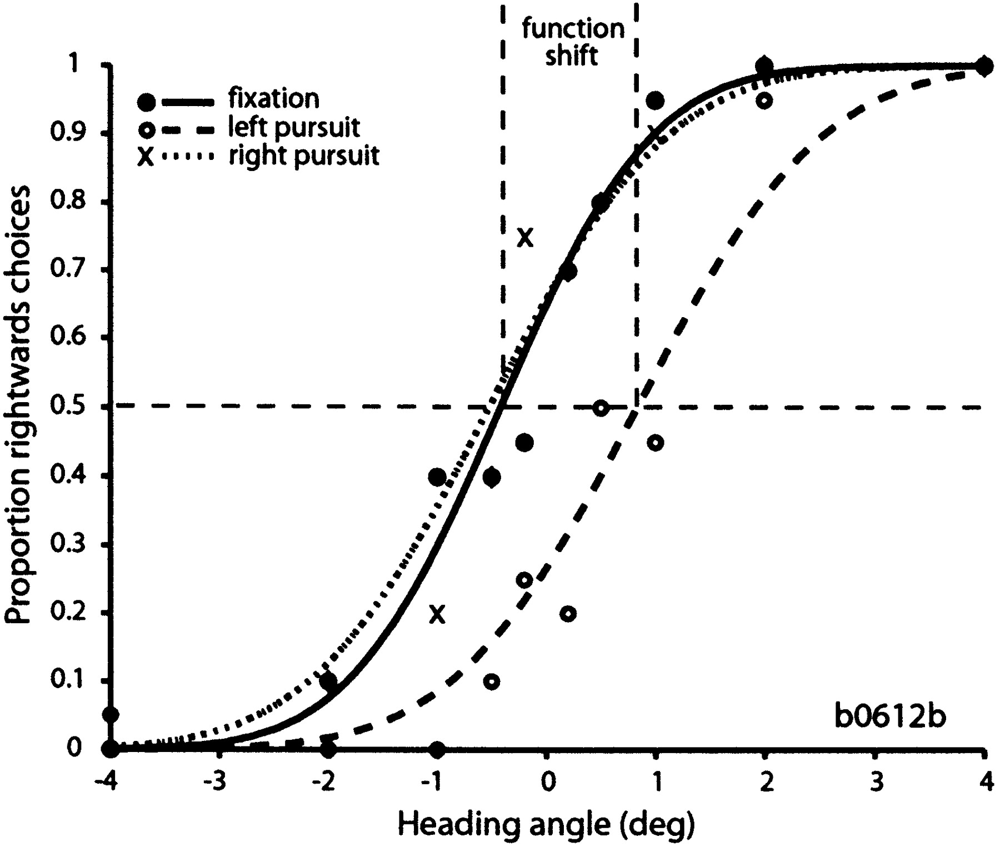 function
shift
fixation
left pursuit
X right pursuit
1
0.9
0.8
0.7
0.6
0.5
0.4
0.3
0.2
0.1
0
Proportion rightwards choices
X
X
b0612b
-4 -3 -2 -1 0 1 2 3 4
Heading angle (deg)